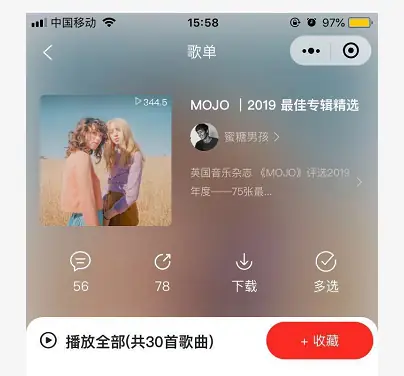 中国移动 15:58 97%
歌单
344.5
MOJO ｜2019 最佳专辑精选
蜜糖男孩
英国音乐杂志 《MOJO》评选2019
年度——75张最...
56 78 下载 多选
播放全部(共30首歌曲) + 收藏